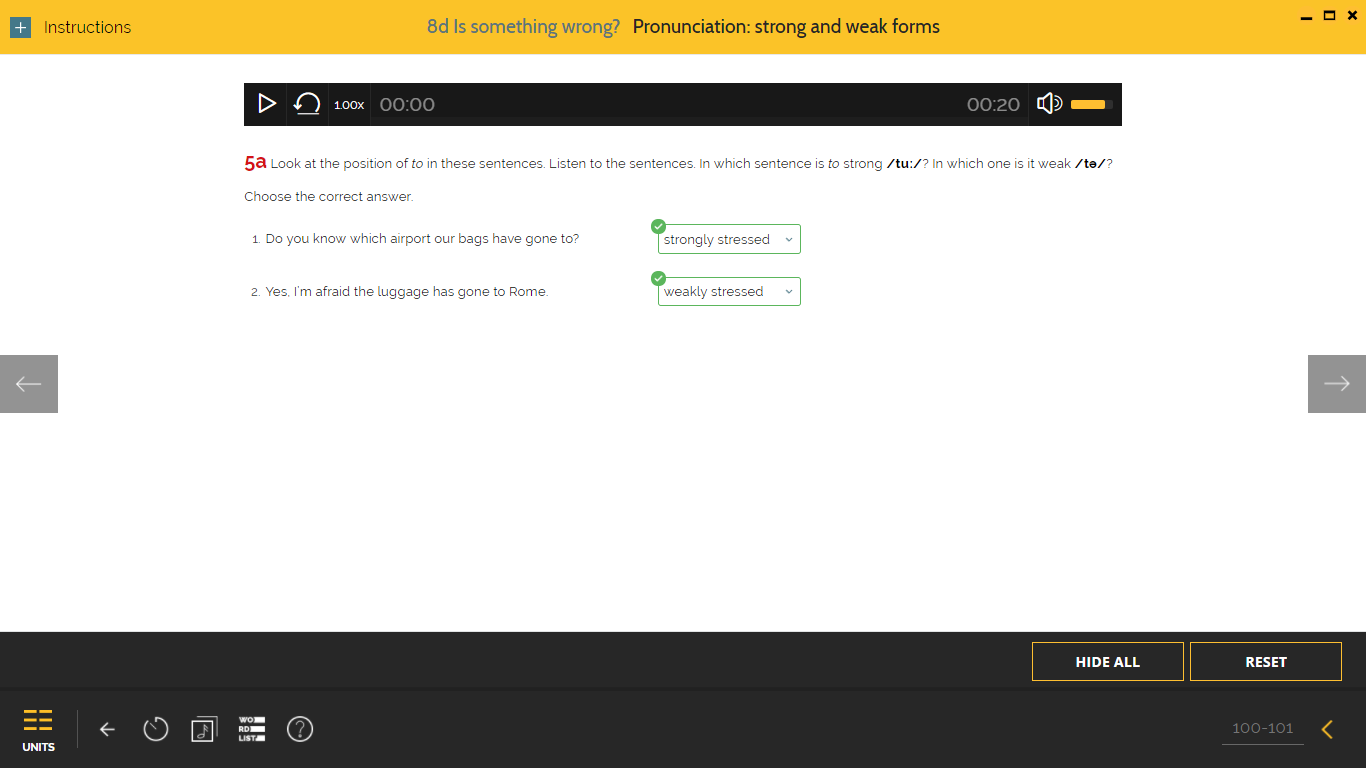 Instructions
8d Is something wrong? Pronunciation: strong and weak forms
1.00x 00:00 00:20
5a Look at the position of to in these sentences. Listen to the sentences. In which sentence is to strong /tuː/? In which one is it weak /tə/?
Choose the correct answer.
1. Do you know which airport our bags have gone to? strongly stressed
2. Yes, I'm afraid the luggage has gone to Rome. weakly stressed
HIDE ALL RESET
WO
RD
LIST
UNITS
100-101